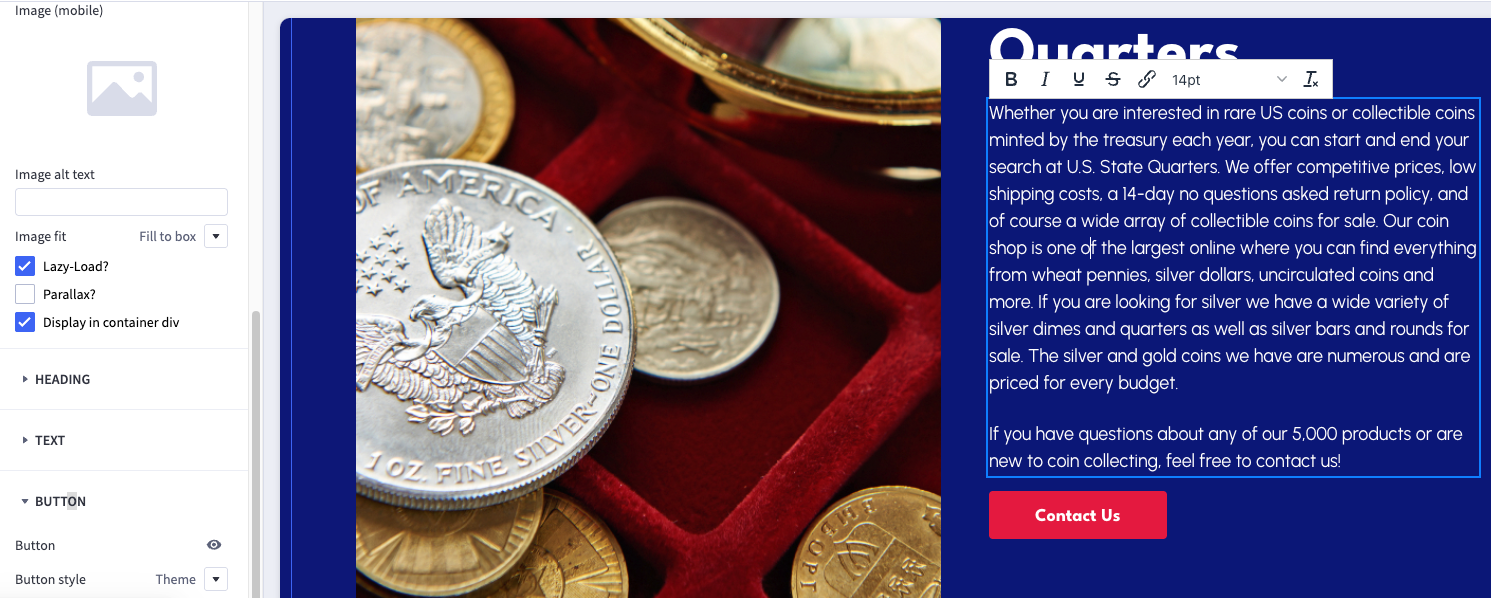 Image (mobile)
Image alt text
Image fit
Fill to box
Lazy-Load?
Parallax?
Display in container div
HEADING
TEXT
BUTTON
Button
Button style
Theme
OF AMERICA · DOLLAR
1 OZ. FINE SILVER~ONE DOLLAR
Quarters
B I U S 14pt
Whether you are interested in rare US coins or collectible coins
minted by the treasury each year, you can start and end your
search at U.S. State Quarters. We offer competitive prices, low
shipping costs, a 14-day no questions asked return policy, and
of course a wide array of collectible coins for sale. Our coin
shop is one of the largest online where you can find everything
from wheat pennies, silver dollars, uncirculated coins and
more. If you are looking for silver we have a wide variety of
silver dimes and quarters as well as silver bars and rounds for
sale. The silver and gold coins we have are numerous and are
priced for every budget.
If you have questions about any of our 5,000 products or are
new to coin collecting, feel free to contact us!
Contact Us